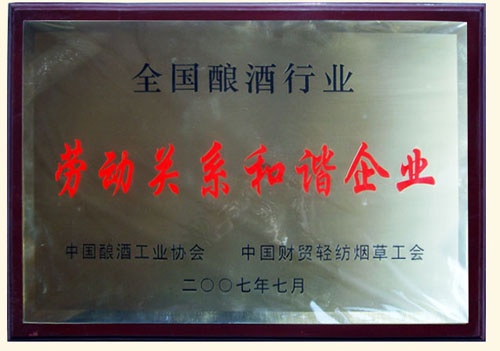 全国酿酒行业
劳动关系和谐企业
中国酿酒工业协会 中国财贸轻纺烟草工会
二〇〇七年七月